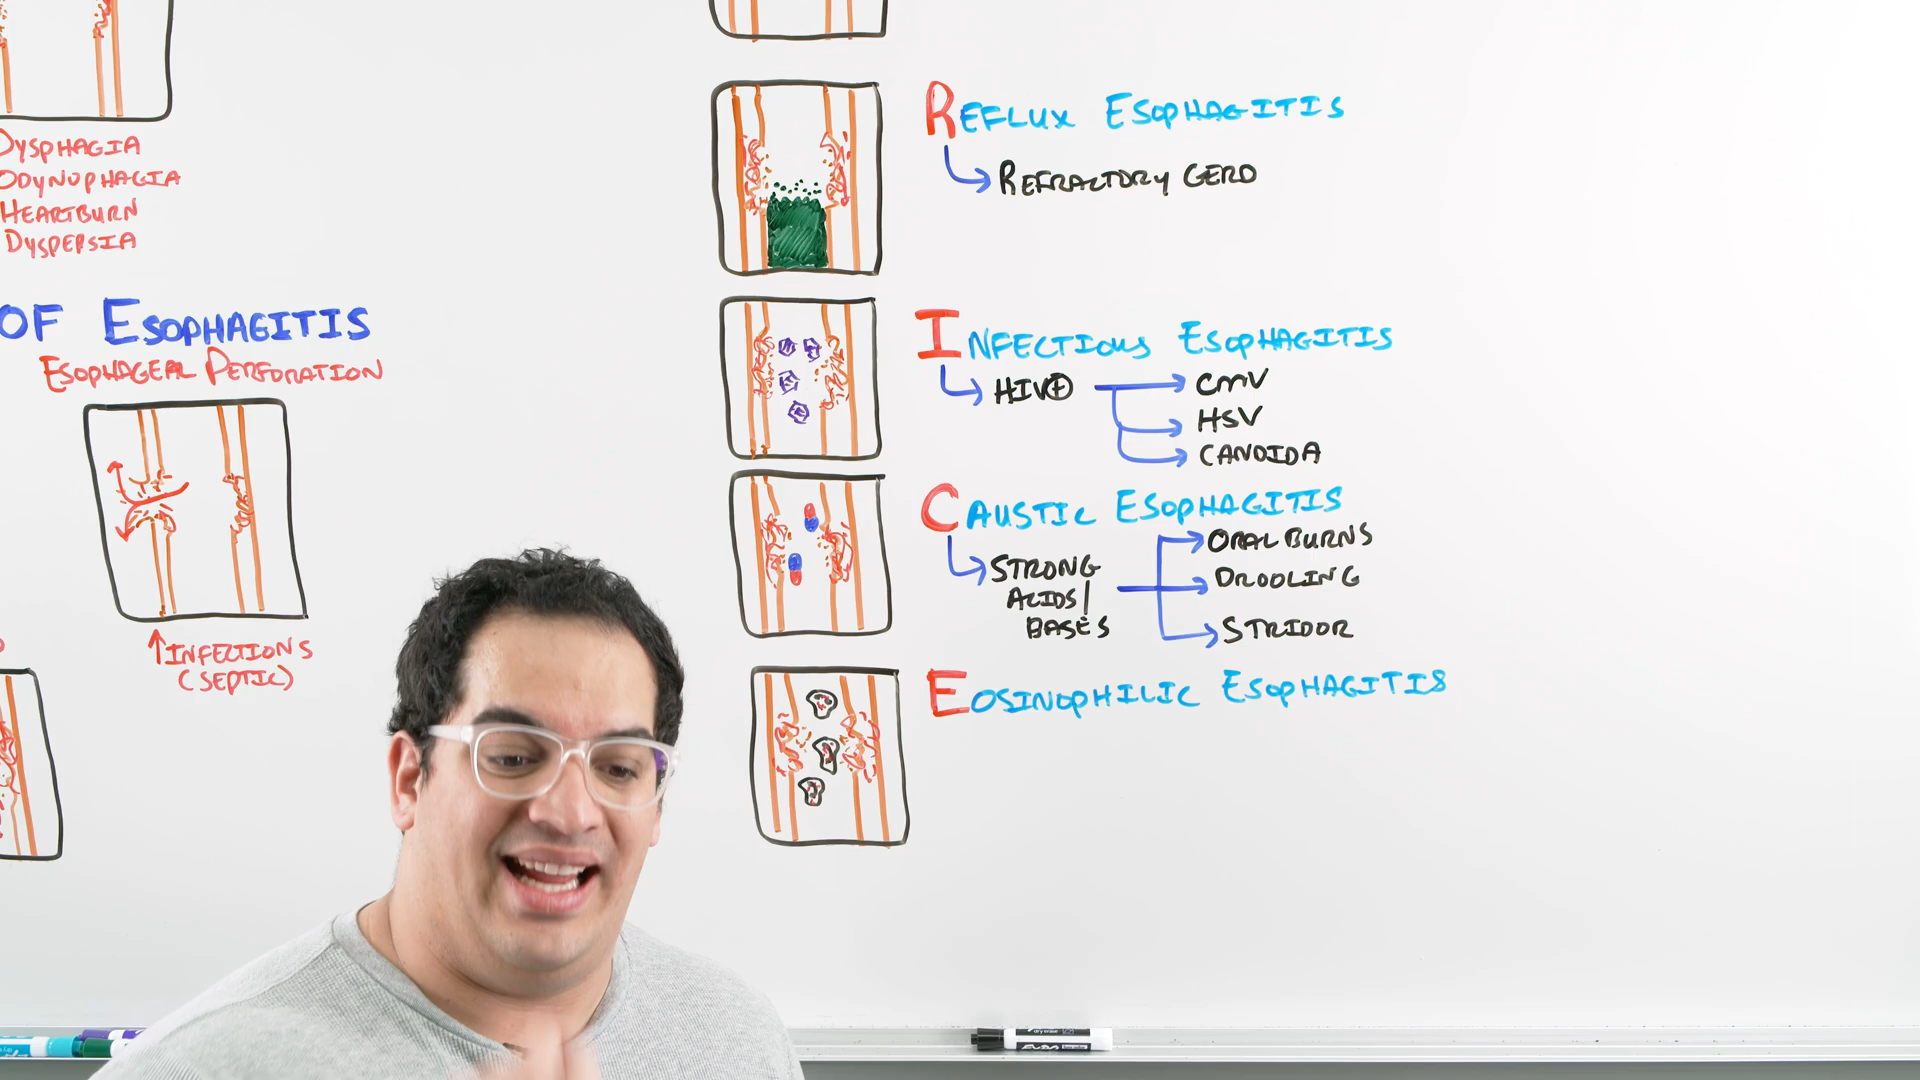 DYSPHAGIA
ODYNOPHAGIA
HEARTBURN
DYSPEPSIA
OF ESOPHAGITIS
ESOPHAGEAL PERFORATION
↑INFECTIONS
(SEPTIC)
REFLUX ESOPHAGITIS
REFRACTORY GERD
INFECTIOUS ESOPHAGITIS
HIV⊕
CMV
HSV
CANDIDA
CAUSTIC ESOPHAGITIS
STRONG
ACIDS/
BASES
ORAL BURNS
DROOLING
STRIDOR
EOSINOPHILIC ESOPHAGITIS
EXPO